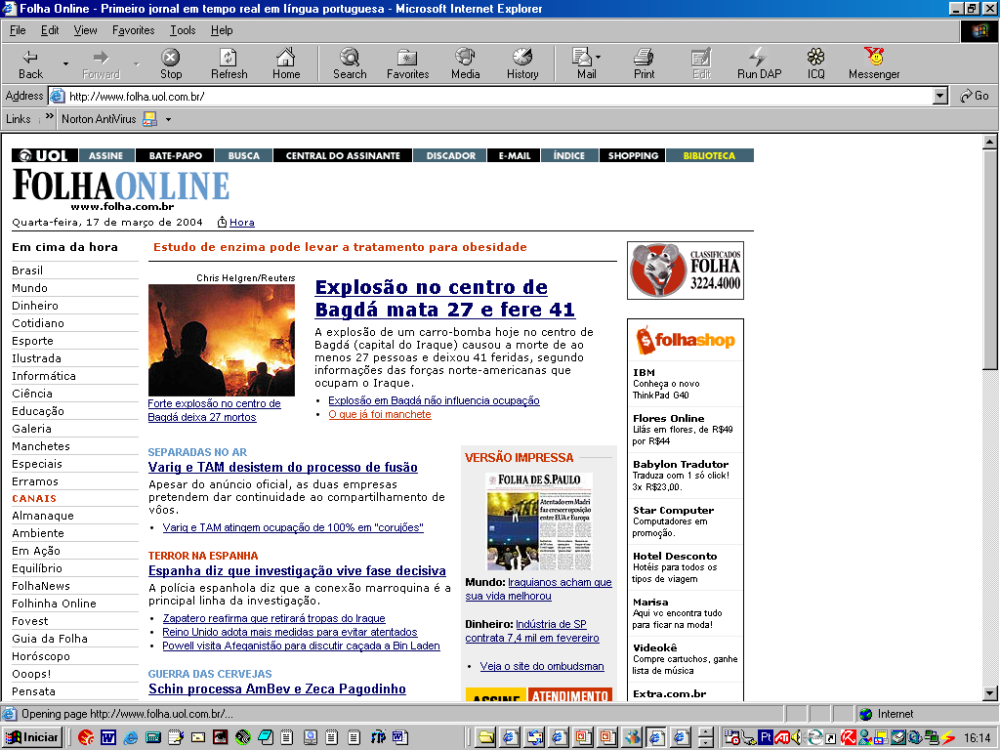 Folha Online - Primeiro jornal em tempo real em língua portuguesa - Microsoft Internet Explorer
File Edit View Favorites Tools Help
Back Forward Stop Refresh Home Search Favorites Media History Mail Print Edit Run DAP ICQ Messenger
Address http://www.folha.uol.com.br/ Go
Links » Norton AntiVirus
UOL ASSINE BATE-PAPO BUSCA CENTRAL DO ASSINANTE DISCADOR E-MAIL ÍNDICE SHOPPING BIBLIOTECA
FOLHAONLINE
www.folha.com.br
Quarta-feira, 17 de março de 2004 Hora
Em cima da hora
Brasil
Mundo
Dinheiro
Cotidiano
Esporte
Ilustrada
Informática
Ciência
Educação
Galeria
Manchetes
Especiais
Erramos
CANAIS
Almanaque
Ambiente
Em Ação
Equilíbrio
FolhaNews
Folhinha Online
Fovest
Guia da Folha
Horóscopo
Ooops!
Pensata
Estudo de enzima pode levar a tratamento para obesidade
Chris Helgren/Reuters
Forte explosão no centro de
Bagdá deixa 27 mortos
Explosão no centro de
Bagdá mata 27 e fere 41
A explosão de um carro-bomba hoje no centro de
Bagdá (capital do Iraque) causou a morte de ao
menos 27 pessoas e deixou 41 feridas, segundo
informações das forças norte-americanas que
ocupam o Iraque.
• Explosão em Bagdá não influencia ocupação
• O que já foi manchete
SEPARADAS NO AR
Varig e TAM desistem do processo de fusão
Apesar do anúncio oficial, as duas empresas
pretendem dar continuidade ao compartilhamento de
vôos.
• Varig e TAM atingem ocupação de 100% em "corujões"
TERROR NA ESPANHA
Espanha diz que investigação vive fase decisiva
A polícia espanhola diz que a conexão marroquina é a
principal linha da investigação.
• Zapatero reafirma que retirará tropas do Iraque
• Reino Unido adota mais medidas para evitar atentados
• Powell visita Afeganistão para discutir caçada a Bin Laden
GUERRA DAS CERVEJAS
Schin processa AmBev e Zeca Pagodinho
VERSÃO IMPRESSA
FOLHA DE S.PAULO
Atentado em Madri
faz crescer oposição
entre EUA e Europa
Mundo: Iraquianos acham que
sua vida melhorou
Dinheiro: Indústria de SP
contrata 7,4 mil em fevereiro
• Veja o site do ombudsman
ASSINE ATENDIMENTO
CLASSIFICADOS
FOLHA
3224.4000
folhashop
IBM
Conheça o novo
ThinkPad G40
Flores Online
Lilás em flores, de R$49
por R$44
Babylon Tradutor
Traduza com 1 só click!
3x R$23,00.
Star Computer
Computadores em
promoção.
Hotel Desconto
Hotéis para todos os
tipos de viagem
Marisa
Aqui vc encontra tudo
para ficar na moda!
Videokê
Compre cartuchos, ganhe
lista de música
Extra.com.br
Opening page http://www.folha.uol.com.br/... Internet
Iniciar Pt 16:14